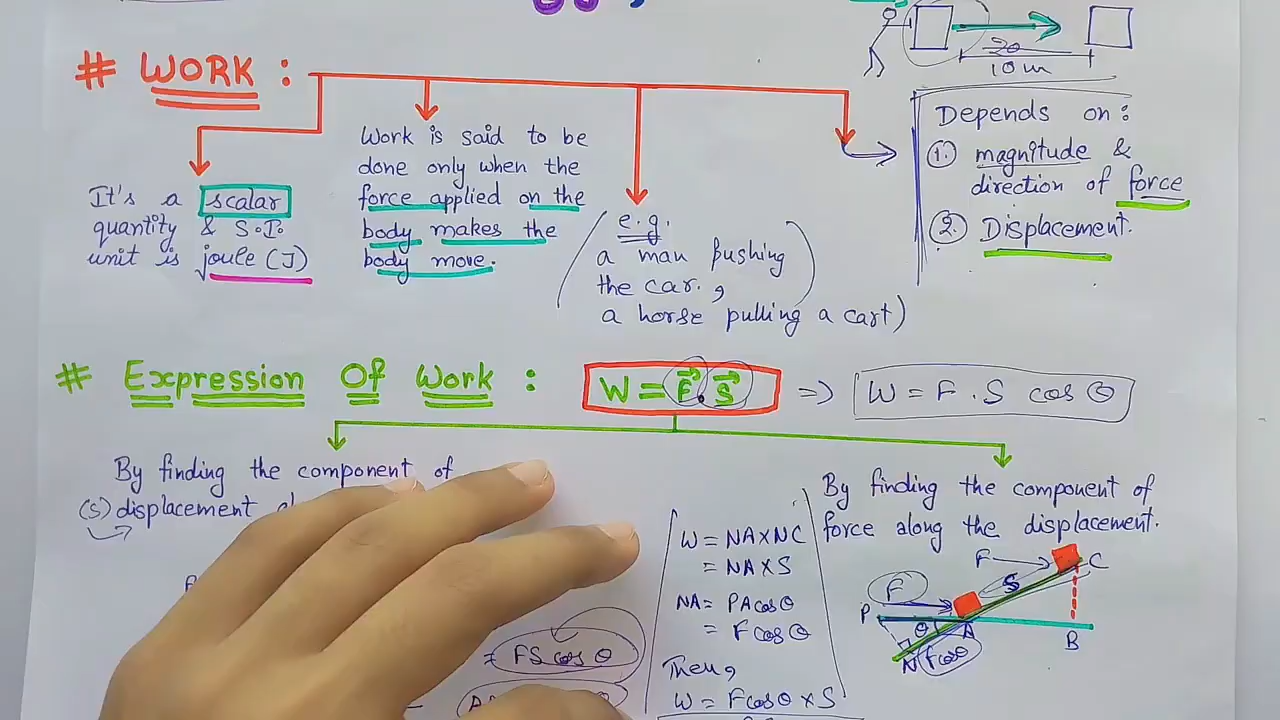 # WORK :
It's a scalar
quantity & S.I.
unit is joule (J)
Work is said to be
done only when the
force applied on the
body makes the
body move.
e.g.
a man pushing
the car. ,
a horse pulling a cart)
20
10 m
Depends on :
1. magnitude &
direction of force
2. Displacement.
# Expression Of Work :
W = F . S
=> W = F . S cos θ
By finding the component of
(S) displacement
= FS cos θ
W = NA X NC
= NA X S
NA = PA cos θ
= F cos θ
Then,
W = F cos θ x S
By finding the component of
force along the displacement.
F
C
F
S
P
θ
A
B
N
F cos θ